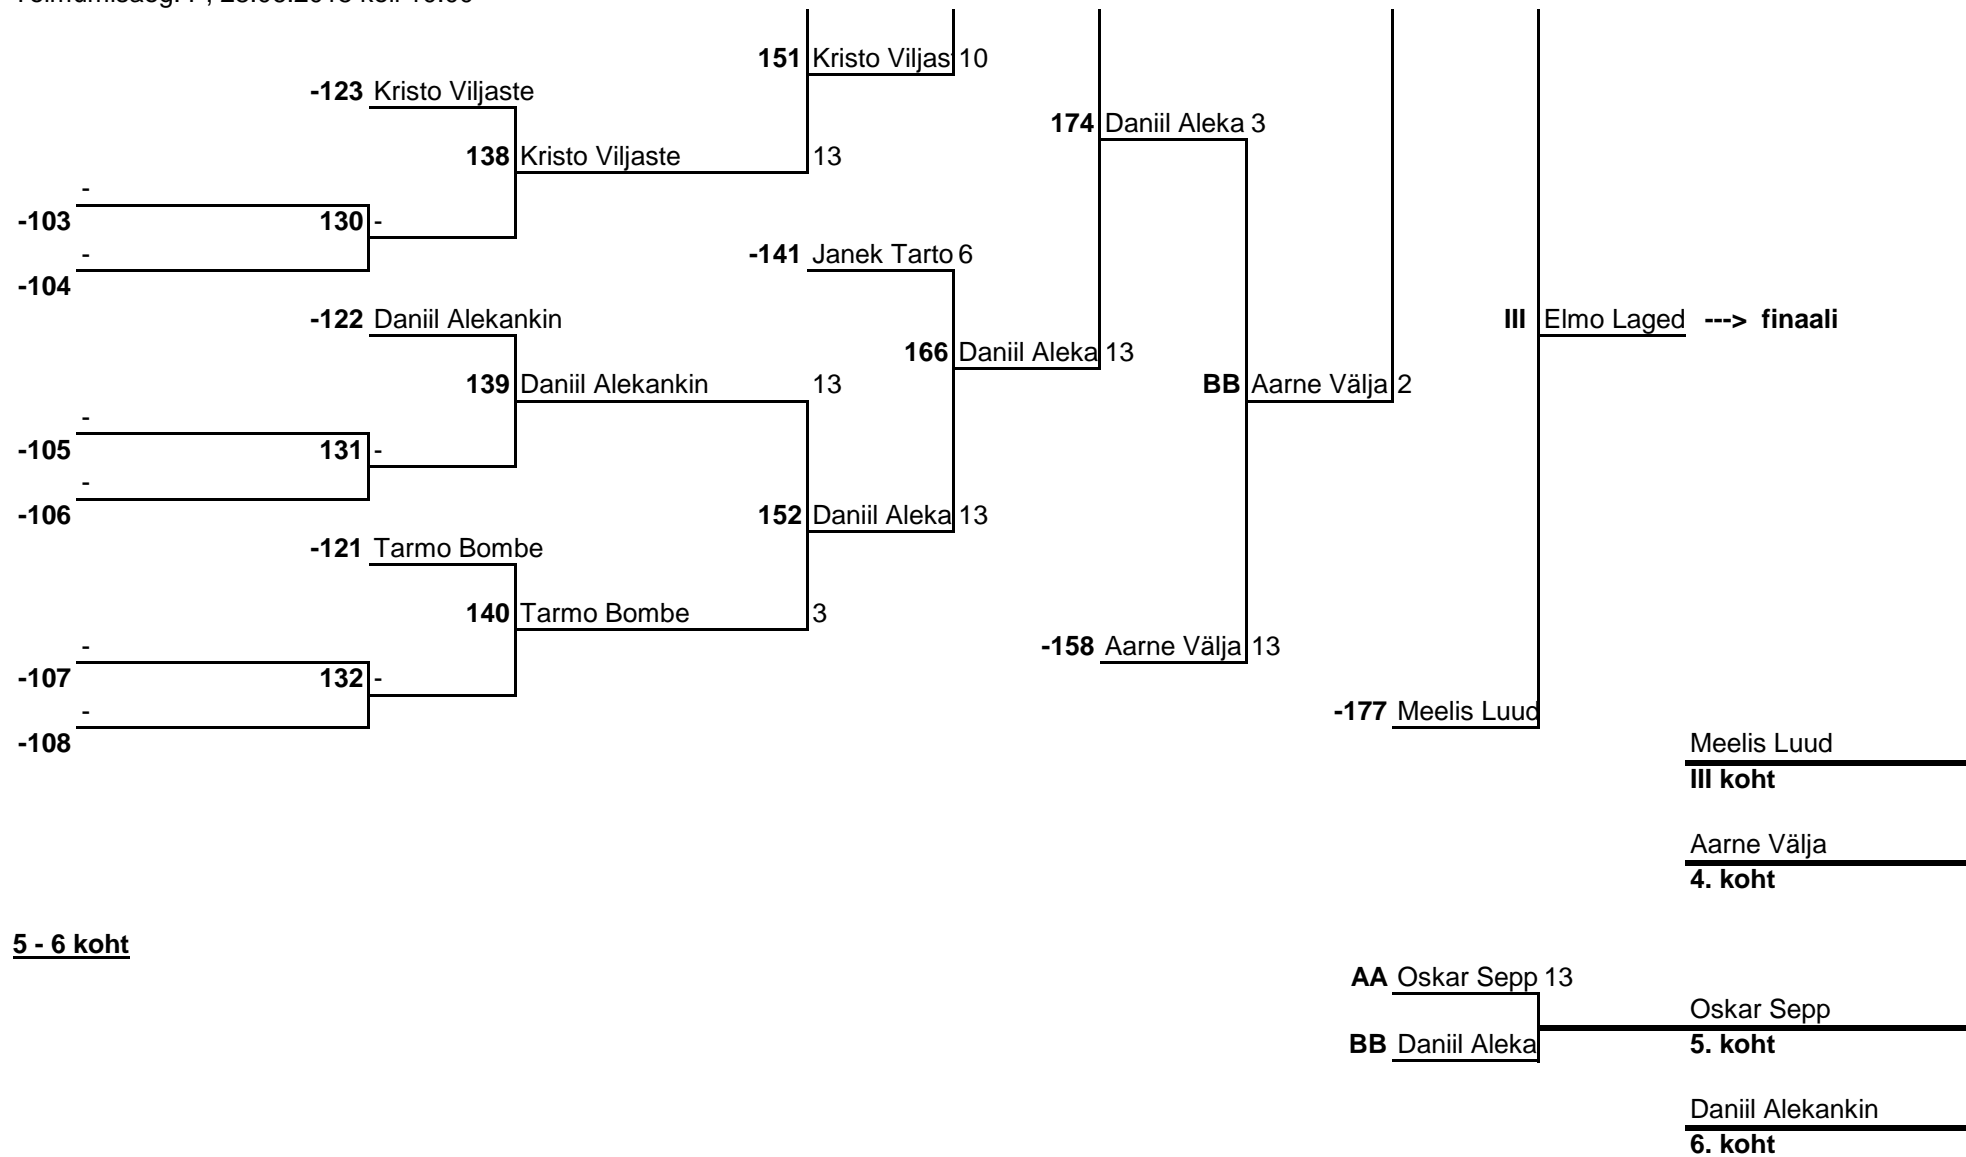 151 Kristo Viljas 10
-123 Kristo Viljaste
174 Daniil Aleka 3
138 Kristo Viljaste 13
-
-103 130 -
-
-141 Janek Tarto 6
-104
-122 Daniil Alekankin
III Elmo Laged ---> finaali
166 Daniil Aleka 13
139 Daniil Alekankin 13
BB Aarne Välja 2
-
-105 131 -
-
-106
152 Daniil Aleka 13
-121 Tarmo Bombe
140 Tarmo Bombe 3
-
-158 Aarne Välja 13
-107 132 -
-
-177 Meelis Luud
-108
Meelis Luud
III koht
Aarne Välja
4. koht
5 - 6 koht
AA Oskar Sepp 13
Oskar Sepp
BB Daniil Aleka
5. koht
Daniil Alekankin
6. koht